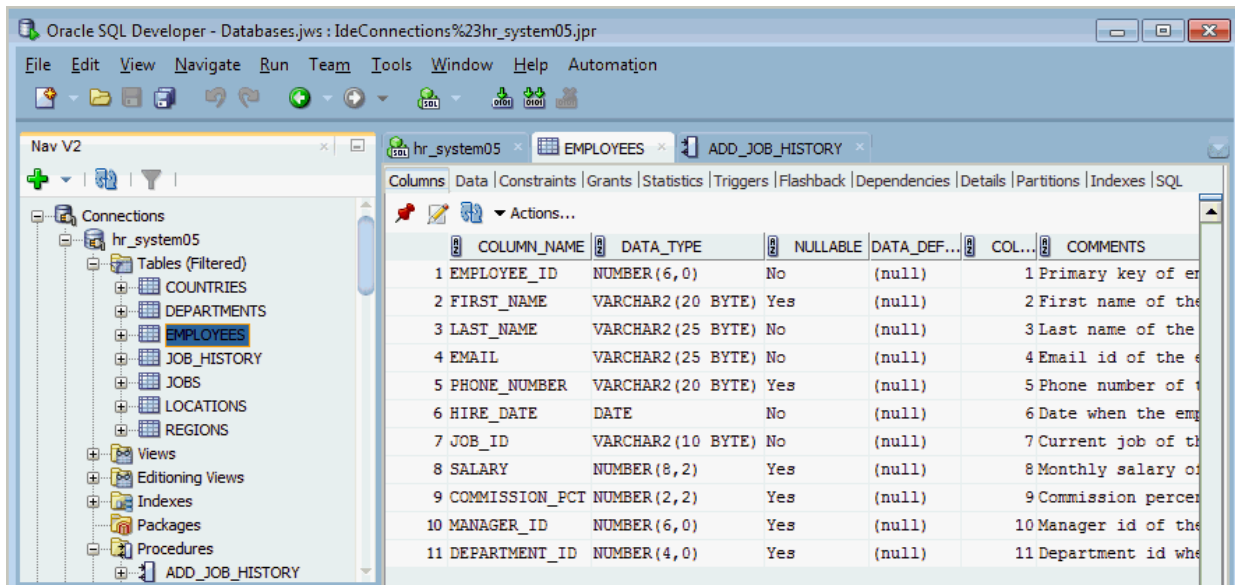 Oracle SQL Developer - Databases.jws : IdeConnections%23hr_system05.jpr
File Edit View Navigate Run Team Tools Window Help Automation
Nav V2
Connections
hr_system05
Tables (Filtered)
COUNTRIES
DEPARTMENTS
EMPLOYEES
JOB_HISTORY
JOBS
LOCATIONS
REGIONS
Views
Editioning Views
Indexes
Packages
Procedures
ADD_JOB_HISTORY
hr_system05 EMPLOYEES ADD_JOB_HISTORY
Columns Data |Constraints |Grants |Statistics |Triggers |Flashback |Dependencies |Details |Partitions |Indexes |SQL
Actions...
COLUMN_NAME DATA_TYPE NULLABLE DATA_DEF... COL... COMMENTS
1 EMPLOYEE_ID NUMBER(6,0) No (null) 1 Primary key of em
2 FIRST_NAME VARCHAR2(20 BYTE) Yes (null) 2 First name of the
3 LAST_NAME VARCHAR2(25 BYTE) No (null) 3 Last name of the
4 EMAIL VARCHAR2(25 BYTE) No (null) 4 Email id of the e
5 PHONE_NUMBER VARCHAR2(20 BYTE) Yes (null) 5 Phone number of t
6 HIRE_DATE DATE No (null) 6 Date when the emp
7 JOB_ID VARCHAR2(10 BYTE) No (null) 7 Current job of th
8 SALARY NUMBER(8,2) Yes (null) 8 Monthly salary of
9 COMMISSION_PCT NUMBER(2,2) Yes (null) 9 Commission percen
10 MANAGER_ID NUMBER(6,0) Yes (null) 10 Manager id of the
11 DEPARTMENT_ID NUMBER(4,0) Yes (null) 11 Department id whe